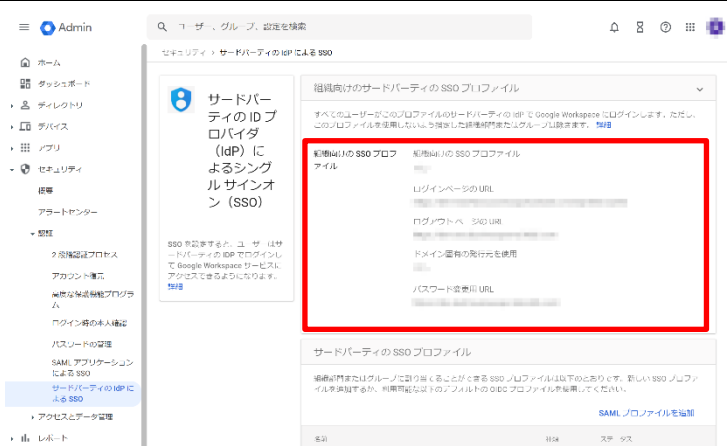 Admin
ユーザー、グループ、設定を検索
セキュリティ > サードパーティの IdP による SSO
ホーム
ダッシュボード
ディレクトリ
デバイス
アプリ
セキュリティ
概要
アラートセンター
認証
2 段階認証プロセス
アカウント復元
高度な保護機能プログラ
ム
ログイン時の本人確認
パスワードの管理
SAML アプリケーション
による SSO
サードパーティの IdP に
よる SSO
アクセスとデータ管理
レポート
サードパー
ティの ID プ
ロバイダ
（IdP）に
よるシング
ル サインオ
ン（SSO）
SSO を設定すると、ユーザーはサ
ードパーティの IDP でログインし
て Google Workspace サービスに
アクセスできるようになります。
詳細
組織向けのサードパーティの SSO プロファイル
すべてのユーザーがこのプロファイルのサードパーティの IdP で Google Workspace にログインします。ただし、
このプロファイルを使用しないよう指定した組織部門またはグループは除きます。 詳細
組織向けの SSO プロフ
ァイル
組織向けの SSO プロファイル
ログインページの URL
ログアウト ページの URL
ドメイン固有の発行元を使用
パスワード変更用 URL
サードパーティの SSO プロファイル
組織部門またはグループに割り当てることができる SSO プロファイルは以下のとおりです。新しい SSO プロファ
イルを追加するか、利用可能な以下のデフォルトの OIDC プロファイルを使用してください。
SAML プロファイルを追加
名前
種類
ステータス